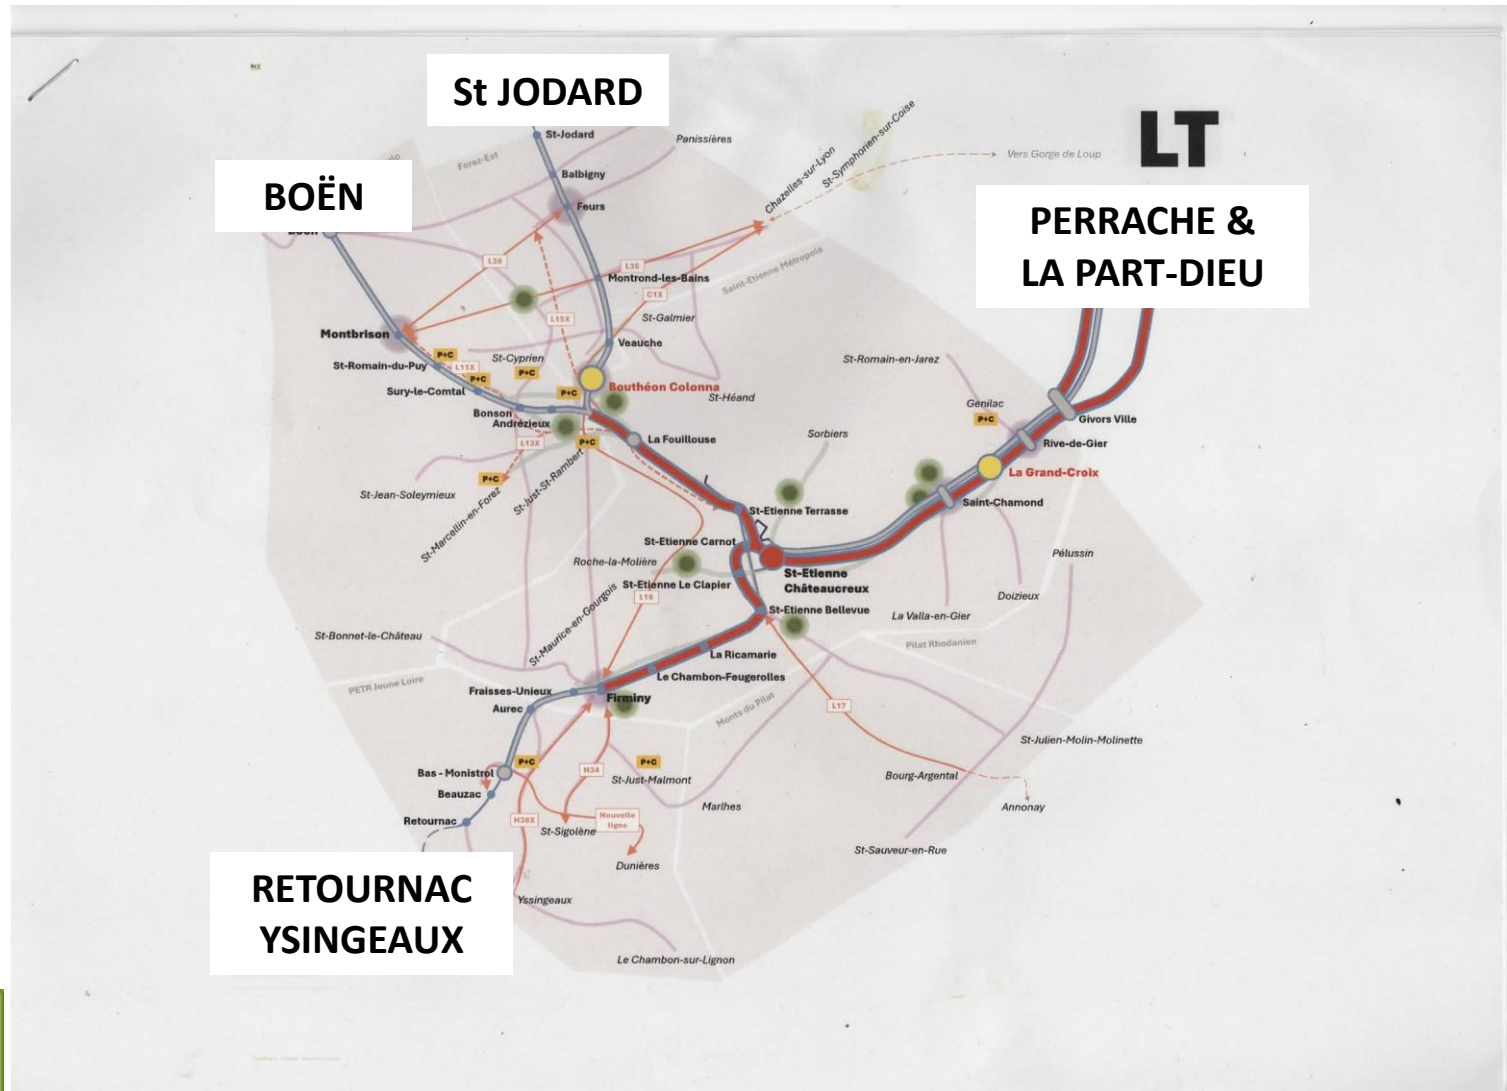 N2
St JODARD
LT
St-Jodard
Panissières
Chazelles-sur-Lyon
St-Symphorien-sur-Coise
Vers Gorge de Loup
Forez-Est
Balbigny
BOËN
Boën
PERRACHE &
LA PART-DIEU
Feurs
L39
L35
Montrond-les-Bains
Saint-Etienne Métropole
C1X
L15X
St-Galmier
Montbrison
Veauche
P+C
St-Cyprien
St-Romain-en-Jarez
St-Romain-du-Puy
L11X
P+C
P+C
Bouthéon Colonna
Sury-le-Comtal
P+C
St-Héand
Genilac
P+C
Bonson
Andrézieux
Givors Ville
L13X
P+C
La Fouillouse
Sorbiers
Rive-de-Gier
La Grand-Croix
P+C
St-Jean-Soleymieux
St-Marcellin-en-Forez
St-Just-St-Rambert
Saint-Chamond
St-Etienne Terrasse
St-Etienne Carnot
Pélussin
Roche-la-Molière
St-Etienne
Châteaucreux
St-Etienne Le Clapier
L16
Doizieux
St-Etienne Bellevue
La Valla-en-Gier
St-Bonnet-le-Château
St-Maurice-en-Gourgois
Pilat Rhodanien
La Ricamarie
Le Chambon-Feugerolles
PETR Jeune Loire
Fraisses-Unieux
Firminy
Aurec
Monts du Pilat
L17
St-Julien-Molin-Molinette
P+C
P+C
Bas - Monistrol
H34
St-Just-Malmont
Bourg-Argental
Beauzac
Marlhes
Annonay
Retournac
H38X
Nouvelle
ligne
St-Sigolène
St-Sauveur-en-Rue
Dunières
RETOURNAC
YSINGEAUX
Yssingeaux
Le Chambon-sur-Lignon